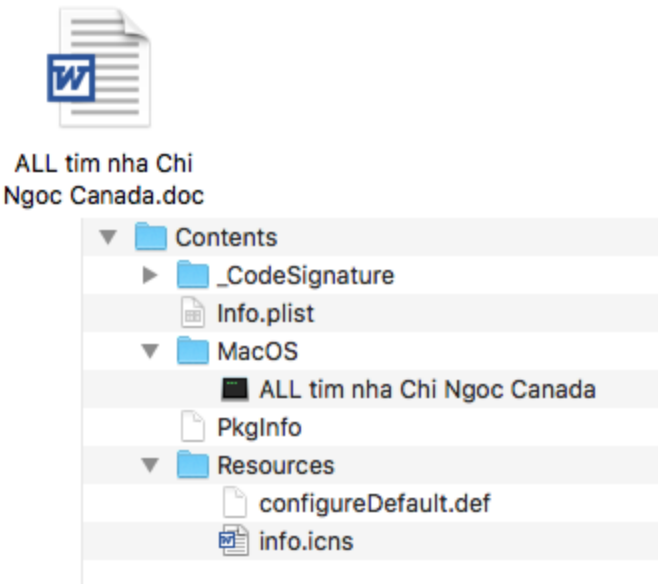 ALL tim nha Chi
Ngoc Canada.doc
Contents
_CodeSignature
Info.plist
MacOS
ALL tim nha Chi Ngoc Canada
PkgInfo
Resources
configureDefault.def
info.icns